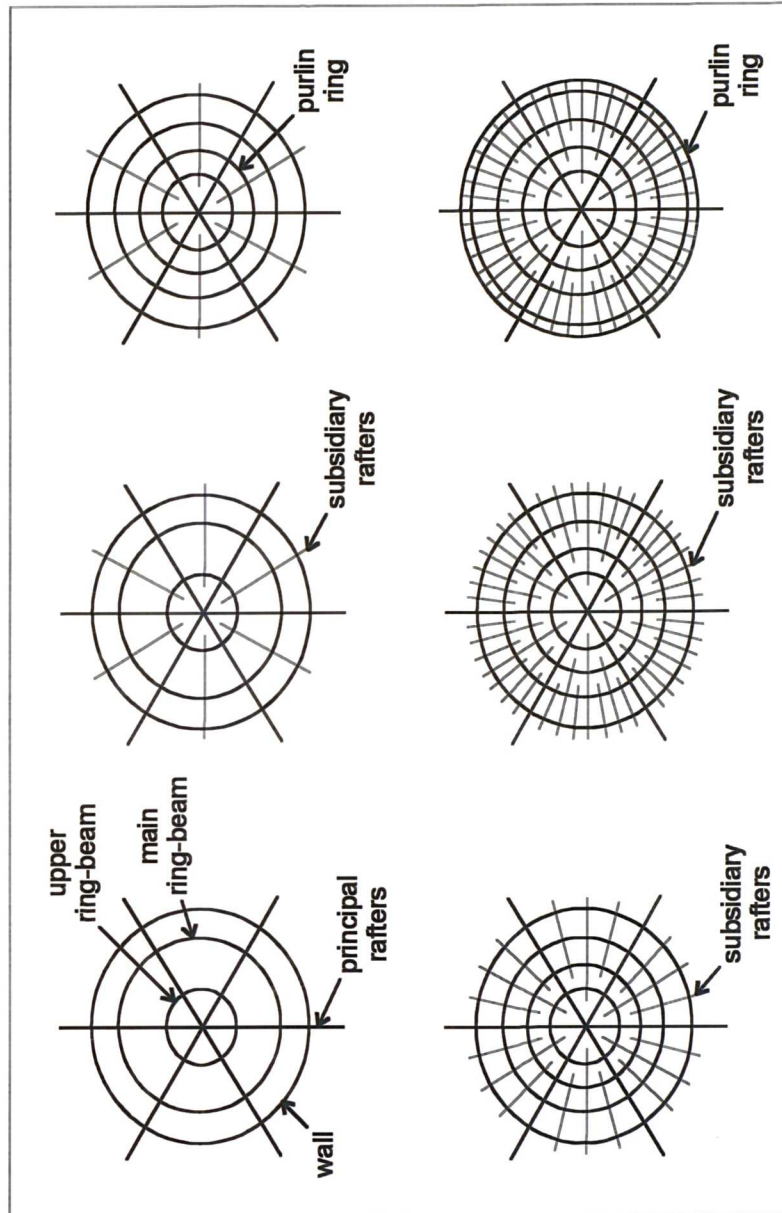 upper
ring-beam
main
ring-beam
wall
principal
rafters
subsidiary
rafters
purlin
ring
subsidiary
rafters
subsidiary
rafters
purlin
ring